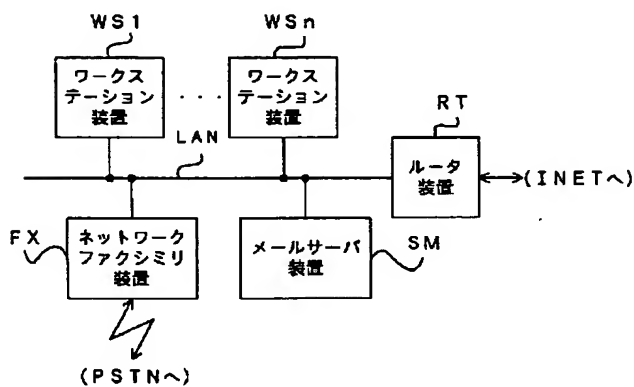 WS1
WSn
ワークス
テーション
装置
・・・
ワークス
テーション
装置
RT
LAN
ルータ
装置
(INETへ)
FX
ネットワーク
ファクシミリ
装置
メールサーバ
装置
SM
(PSTNへ)